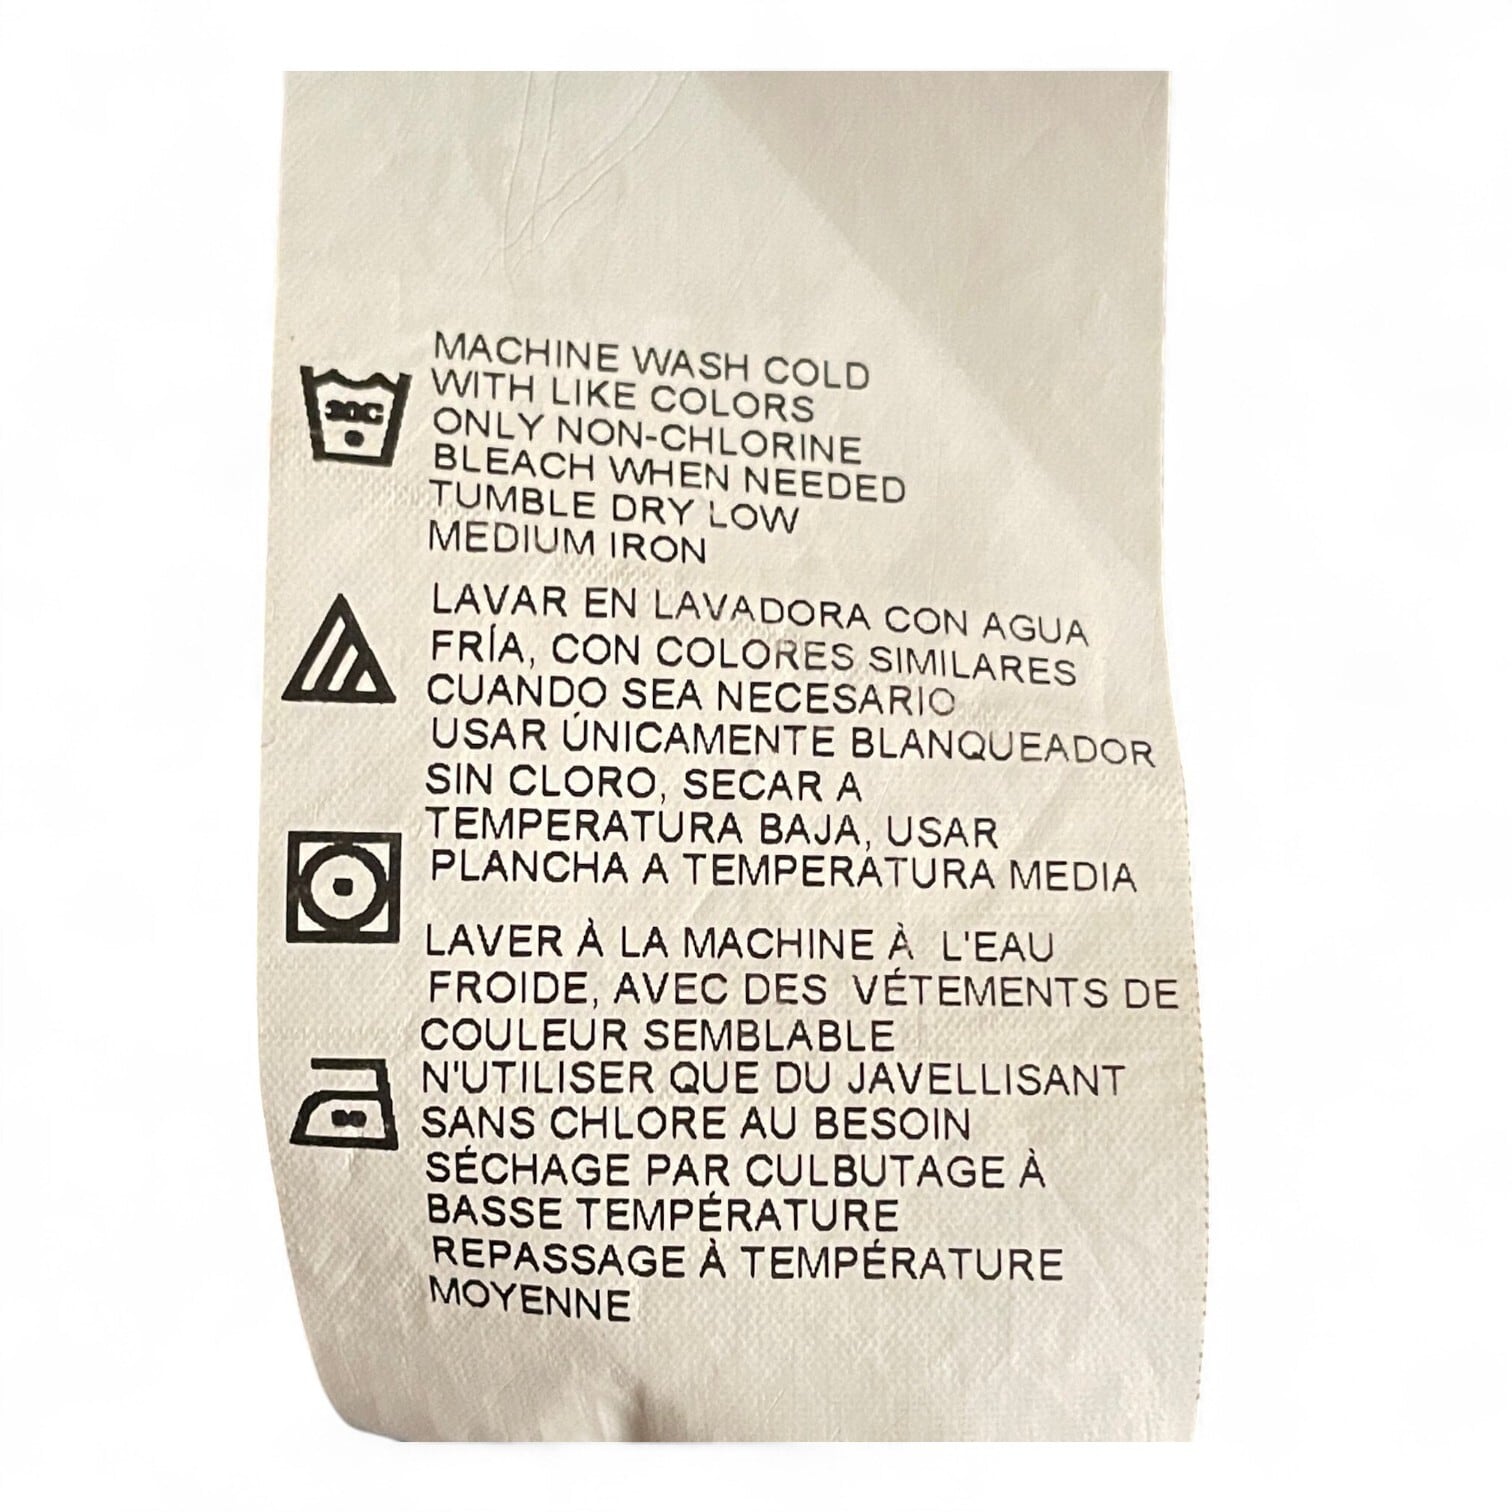 MACHINE WASH COLD
WITH LIKE COLORS
30C
ONLY NON-CHLORINE
BLEACH WHEN NEEDED
TUMBLE DRY LOW
MEDIUM IRON
LAVAR EN LAVADORA CON AGUA
FRÍA, CON COLORES SIMILARES
CUANDO SEA NECESARIO
USAR ÚNICAMENTE BLANQUEADOR
SIN CLORO, SECAR A
TEMPERATURA BAJA, USAR
PLANCHA A TEMPERATURA MEDIA
LAVER À LA MACHINE À L'EAU
FROIDE, AVEC DES VÉTEMENTS DE
COULEUR SEMBLABLE
N'UTILISER QUE DU JAVELLISANT
SANS CHLORE AU BESOIN
SÉCHAGE PAR CULBUTAGE À
BASSE TEMPÉRATURE
REPASSAGE À TEMPÉRATURE
MOYENNE